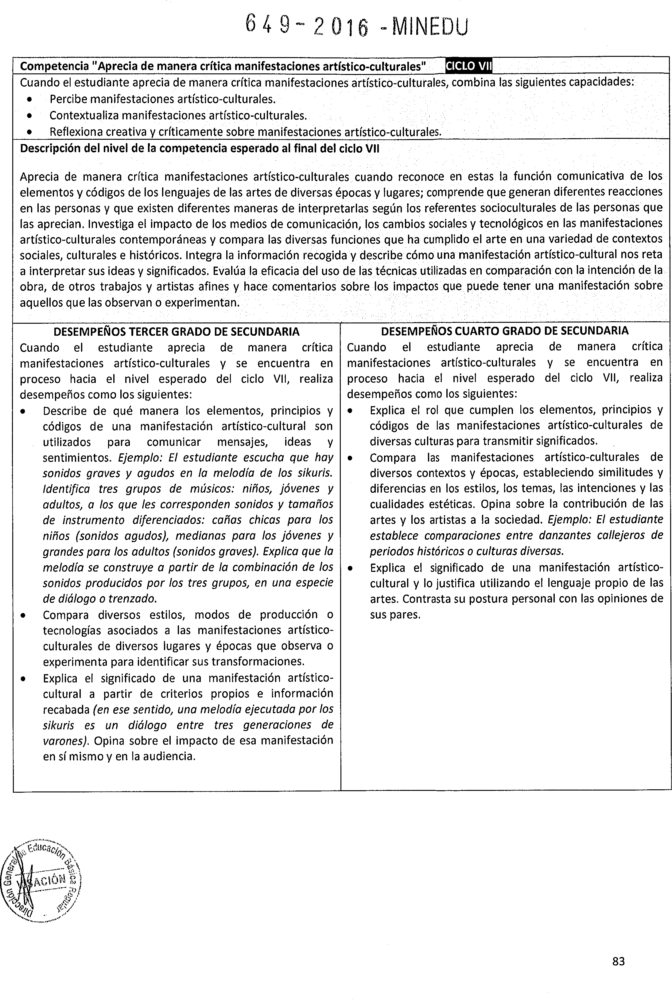 649-2016-MINEDU
Competencia "Aprecia de manera crítica manifestaciones artístico-culturales" CICLO VII
Cuando el estudiante aprecia de manera crítica manifestaciones artístico-culturales, combina las siguientes capacidades:
• Percibe manifestaciones artístico-culturales.
• Contextualiza manifestaciones artístico-culturales.
• Reflexiona creativa y críticamente sobre manifestaciones artístico-culturales.
Descripción del nivel de la competencia esperado al final del ciclo VII
Aprecia de manera crítica manifestaciones artístico-culturales cuando reconoce en estas la función comunicativa de los
elementos y códigos de los lenguajes de las artes de diversas épocas y lugares; comprende que generan diferentes reacciones
en las personas y que existen diferentes maneras de interpretarlas según los referentes socioculturales de las personas que
las aprecian. Investiga el impacto de los medios de comunicación, los cambios sociales y tecnológicos en las manifestaciones
artístico-culturales contemporáneas y compara las diversas funciones que ha cumplido el arte en una variedad de contextos
sociales, culturales e históricos. Integra la información recogida y describe cómo una manifestación artístico-cultural nos reta
a interpretar sus ideas y significados. Evalúa la eficacia del uso de las técnicas utilizadas en comparación con la intención de la
obra, de otros trabajos y artistas afines y hace comentarios sobre los impactos que puede tener una manifestación sobre
aquellos que las observan o experimentan.
DESEMPEÑOS TERCER GRADO DE SECUNDARIA
Cuando el estudiante aprecia de manera crítica
manifestaciones artístico-culturales y se encuentra en
proceso hacia el nivel esperado del ciclo VII, realiza
desempeños como los siguientes:
• Describe de qué manera los elementos, principios y
códigos de una manifestación artístico-cultural son
utilizados para comunicar mensajes, ideas y
sentimientos. Ejemplo: El estudiante escucha que hay
sonidos graves y agudos en la melodía de los sikuris.
Identifica tres grupos de músicos: niños, jóvenes y
adultos, a los que les corresponden sonidos y tamaños
de instrumento diferenciados: cañas chicas para los
niños (sonidos agudos), medianas para los jóvenes y
grandes para los adultos (sonidos graves). Explica que la
melodía se construye a partir de la combinación de los
sonidos producidos por los tres grupos, en una especie
de diálogo o trenzado.
• Compara diversos estilos, modos de producción o
tecnologías asociados a las manifestaciones artístico-
culturales de diversos lugares y épocas que observa o
experimenta para identificar sus transformaciones.
• Explica el significado de una manifestación artístico-
cultural a partir de criterios propios e información
recabada (en ese sentido, una melodía ejecutada por los
sikuris es un diálogo entre tres generaciones de
varones). Opina sobre el impacto de esa manifestación
en sí mismo y en la audiencia.
DESEMPEÑOS CUARTO GRADO DE SECUNDARIA
Cuando el estudiante aprecia de manera crítica
manifestaciones artístico-culturales y se encuentra en
proceso hacia el nivel esperado del ciclo VII, realiza
desempeños como los siguientes:
• Explica el rol que cumplen los elementos, principios y
códigos de las manifestaciones artístico-culturales de
diversas culturas para transmitir significados.
• Compara las manifestaciones artístico-culturales de
diversos contextos y épocas, estableciendo similitudes y
diferencias en los estilos, los temas, las intenciones y las
cualidades estéticas. Opina sobre la contribución de las
artes y los artistas a la sociedad. Ejemplo: El estudiante
establece comparaciones entre danzantes callejeros de
periodos históricos o culturas diversas.
• Explica el significado de una manifestación artístico-
cultural y lo justifica utilizando el lenguaje propio de las
artes. Contrasta su postura personal con las opiniones de
sus pares.
Dirección General de Educación Básica Regular
VISACIÓN
83